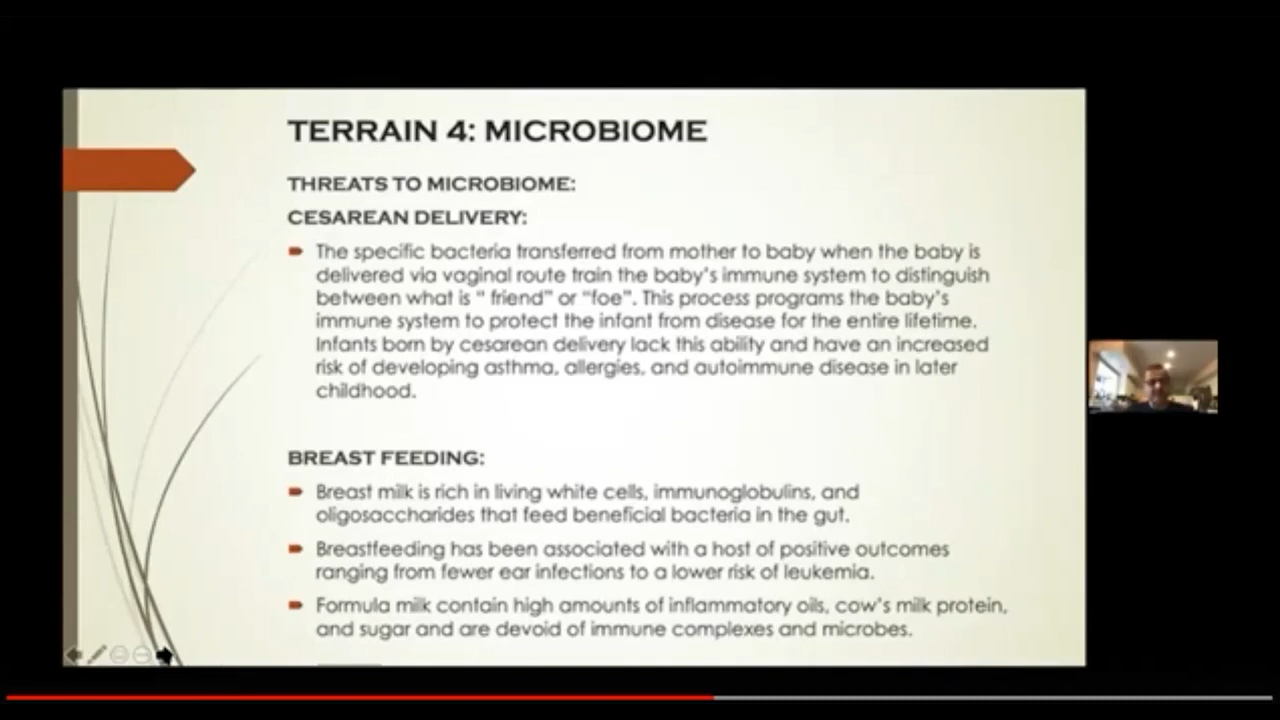 TERRAIN 4: MICROBIOME
THREATS TO MICROBIOME:
CESAREAN DELIVERY:
The specific bacteria transferred from mother to baby when the baby is
delivered via vaginal route train the baby's immune system to distinguish
between what is " friend" or "foe". This process programs the baby's
immune system to protect the infant from disease for the entire lifetime.
Infants born by cesarean delivery lack this ability and have an increased
risk of developing asthma, allergies, and autoimmune disease in later
childhood.
BREAST FEEDING:
Breast milk is rich in living white cells, immunoglobulins, and
oligosaccharides that feed beneficial bacteria in the gut.
Breastfeeding has been associated with a host of positive outcomes
ranging from fewer ear infections to a lower risk of leukemia.
Formula milk contain high amounts of inflammatory oils, cow's milk protein,
and sugar and are devoid of immune complexes and microbes.